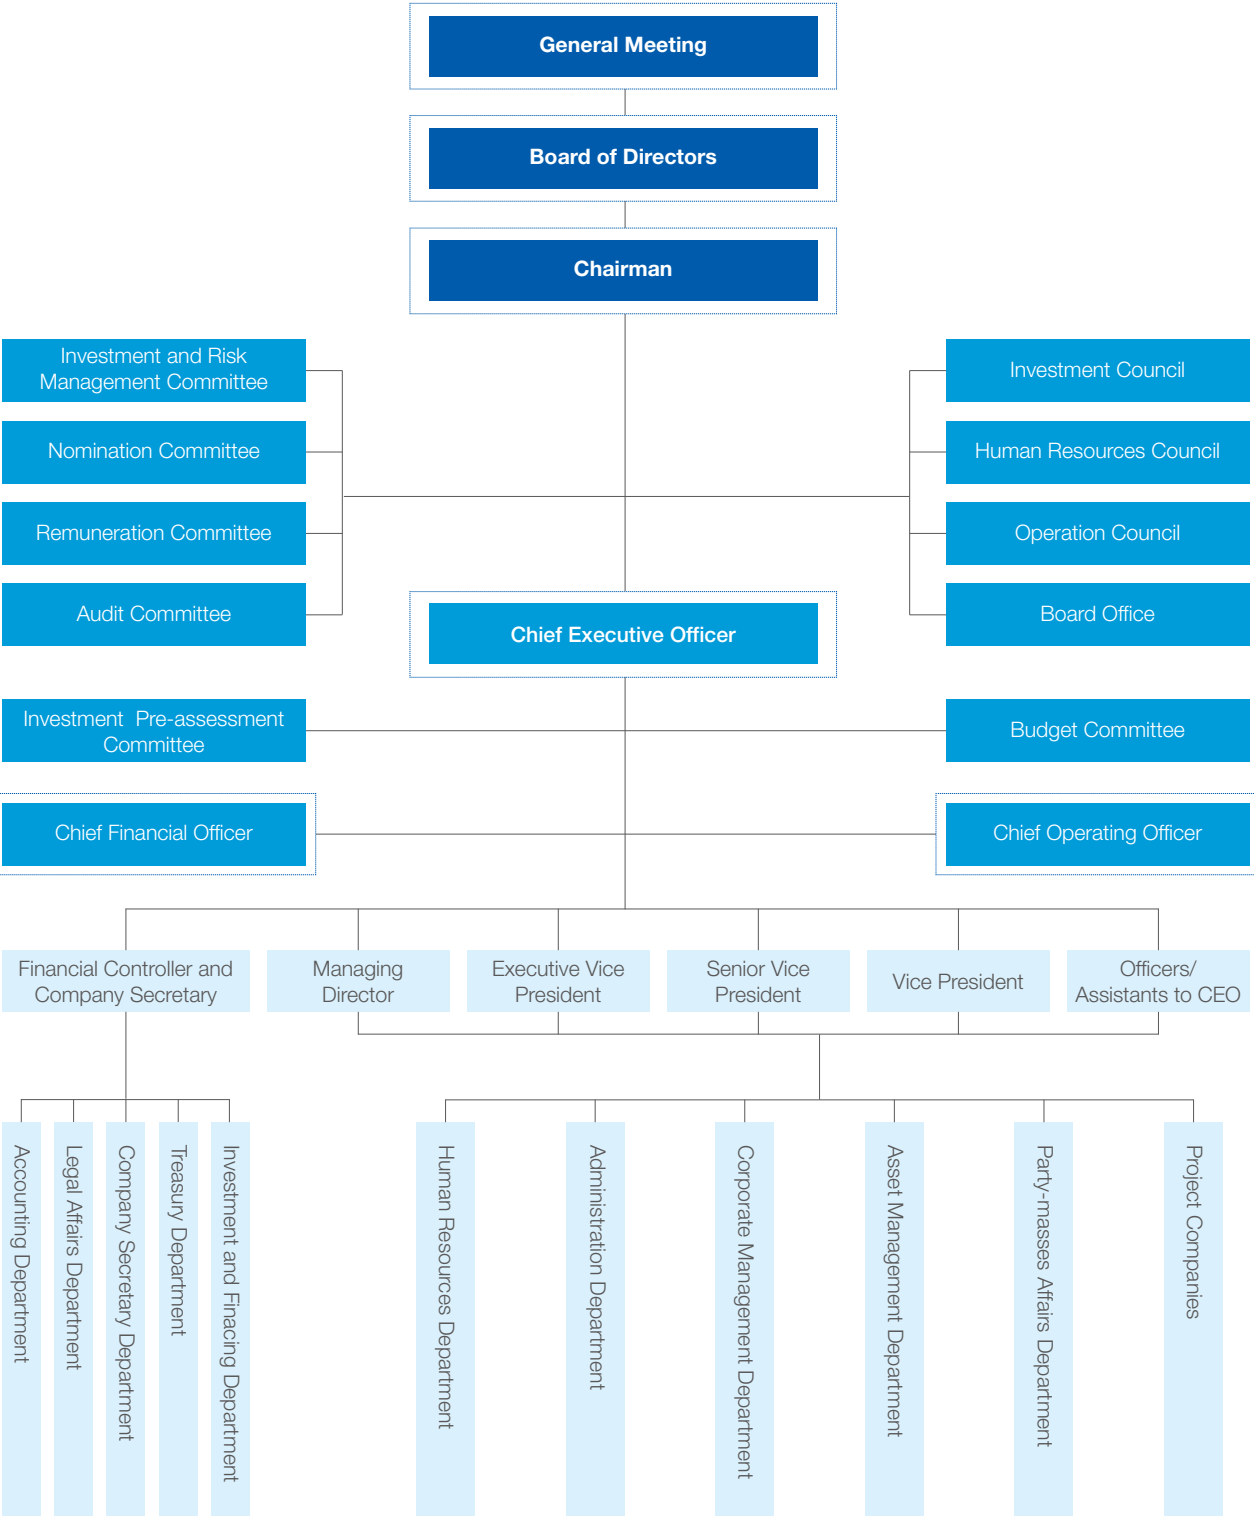 General Meeting
Board of Directors
Chairman
Investment and Risk
Management Committee
Investment Council
Nomination Committee
Human Resources Council
Remuneration Committee
Operation Council
Audit Committee
Board Office
Chief Executive Officer
Investment Pre-assessment
Committee
Budget Committee
Chief Financial Officer
Chief Operating Officer
Financial Controller and
Company Secretary
Managing
Director
Executive Vice
President
Senior Vice
President
Vice President
Officers/
Assistants to CEO
Accounting Department
Legal Affairs Department
Company Secretary Department
Treasury Department
Investment and Finacing Department
Human Resources Department
Administration Department
Corporate Management Department
Asset Management Department
Party-masses Affairs Department
Project Companies